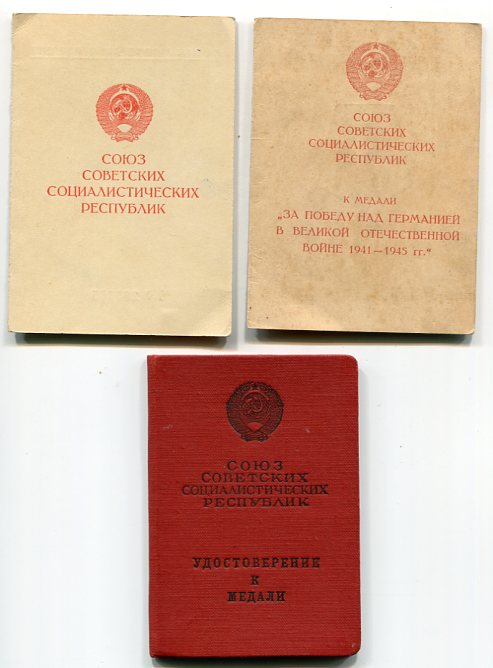 СОЮЗ
СОВЕТСКИХ
СОЦИАЛИСТИЧЕСКИХ
РЕСПУБЛИК
СОЮЗ
СОВЕТСКИХ
СОЦИАЛИСТИЧЕСКИХ
РЕСПУБЛИК
К МЕДАЛИ
„ЗА ПОБЕДУ НАД ГЕРМАНИЕЙ
В ВЕЛИКОЙ ОТЕЧЕСТВЕННОЙ
ВОЙНЕ 1941—1945 гг.“
СОЮЗ
СОВЕТСКИХ
СОЦИАЛИСТИЧЕСКИХ
РЕСПУБЛИК
УДОСТОВЕРЕНИЕ
К
МЕДАЛИ